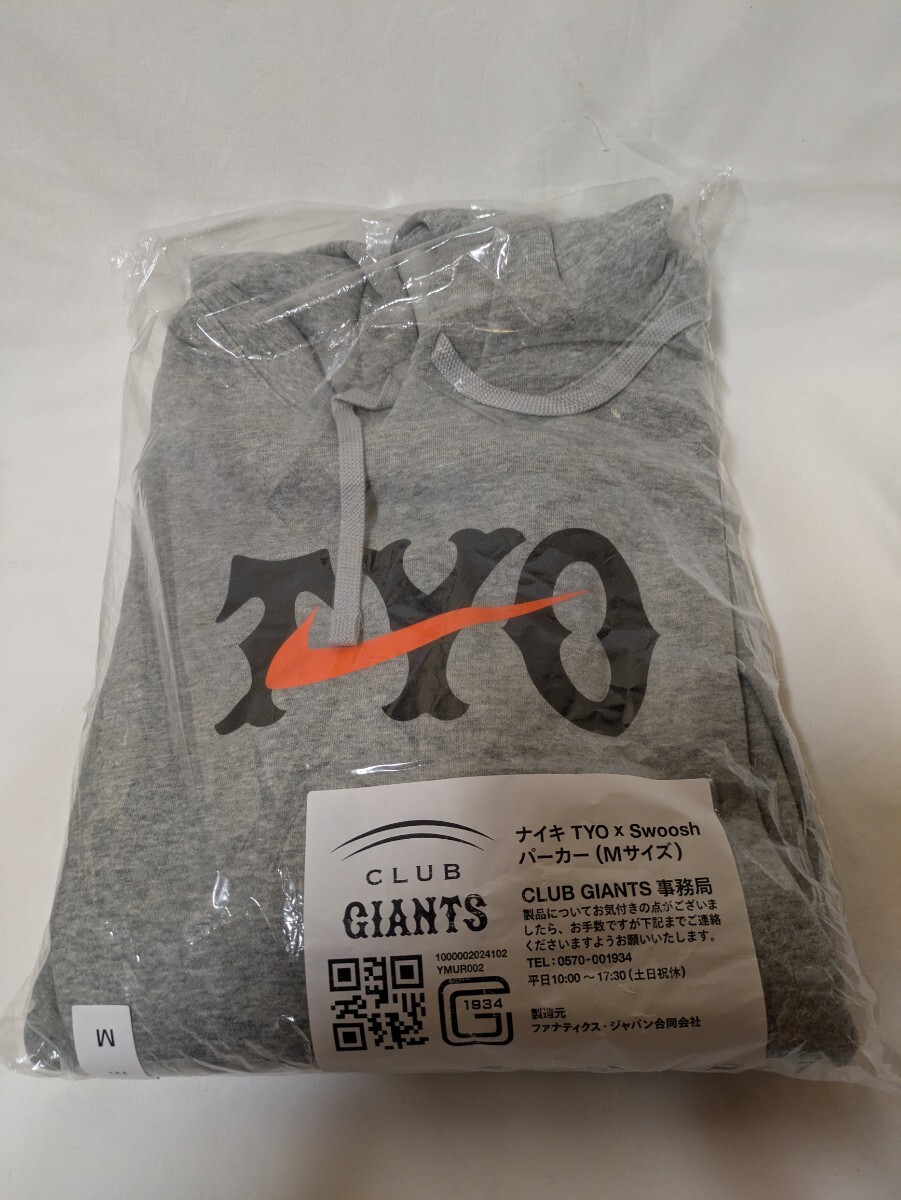 TYO
CLUB
GIANTS
ナイキ TYO x Swoosh
パーカー(Mサイズ)
CLUB GIANTS 事務局
製品についてお気付きの点がございま
したら、お手数ですが下記までご連絡
くださいますようお願いいたします。
TEL:0570-001934
平日10:00~17:30(土日祝休)
1000002024102
YMUR002
1934
G
製造元
ファナティクス・ジャパン合同会社
M